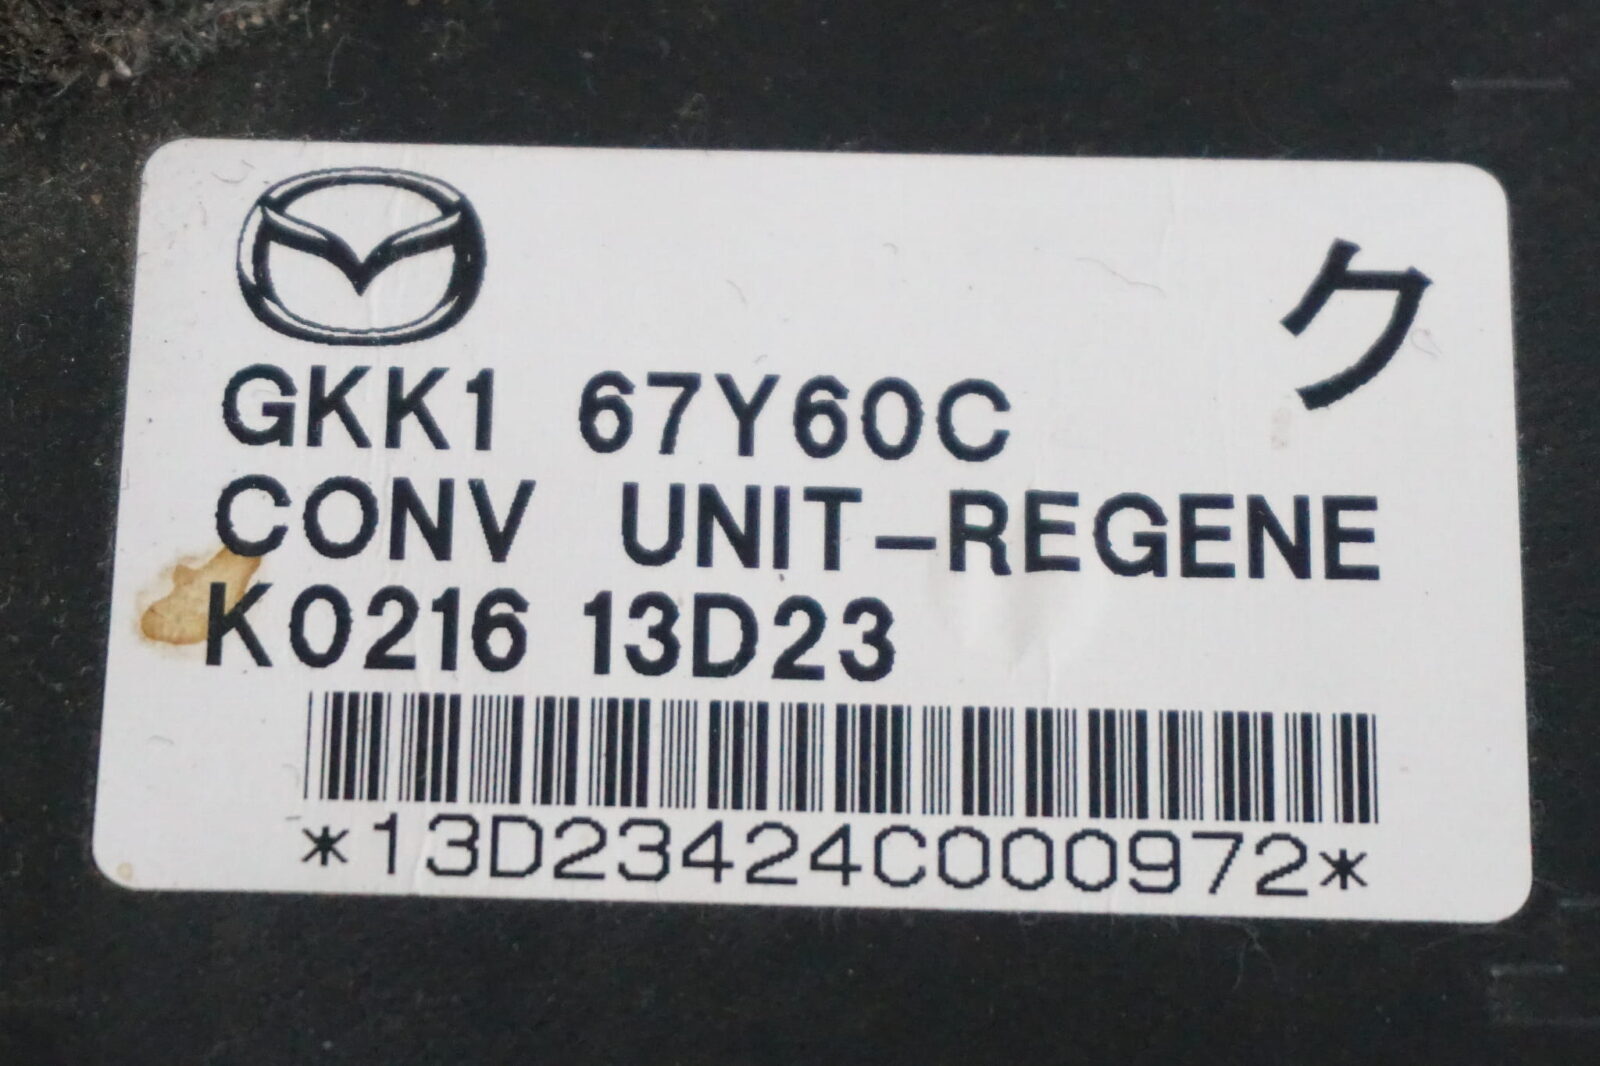 ク
GKK1 67Y60C
CONV UNIT-REGENE
K0216 13D23
*13D23424C000972*